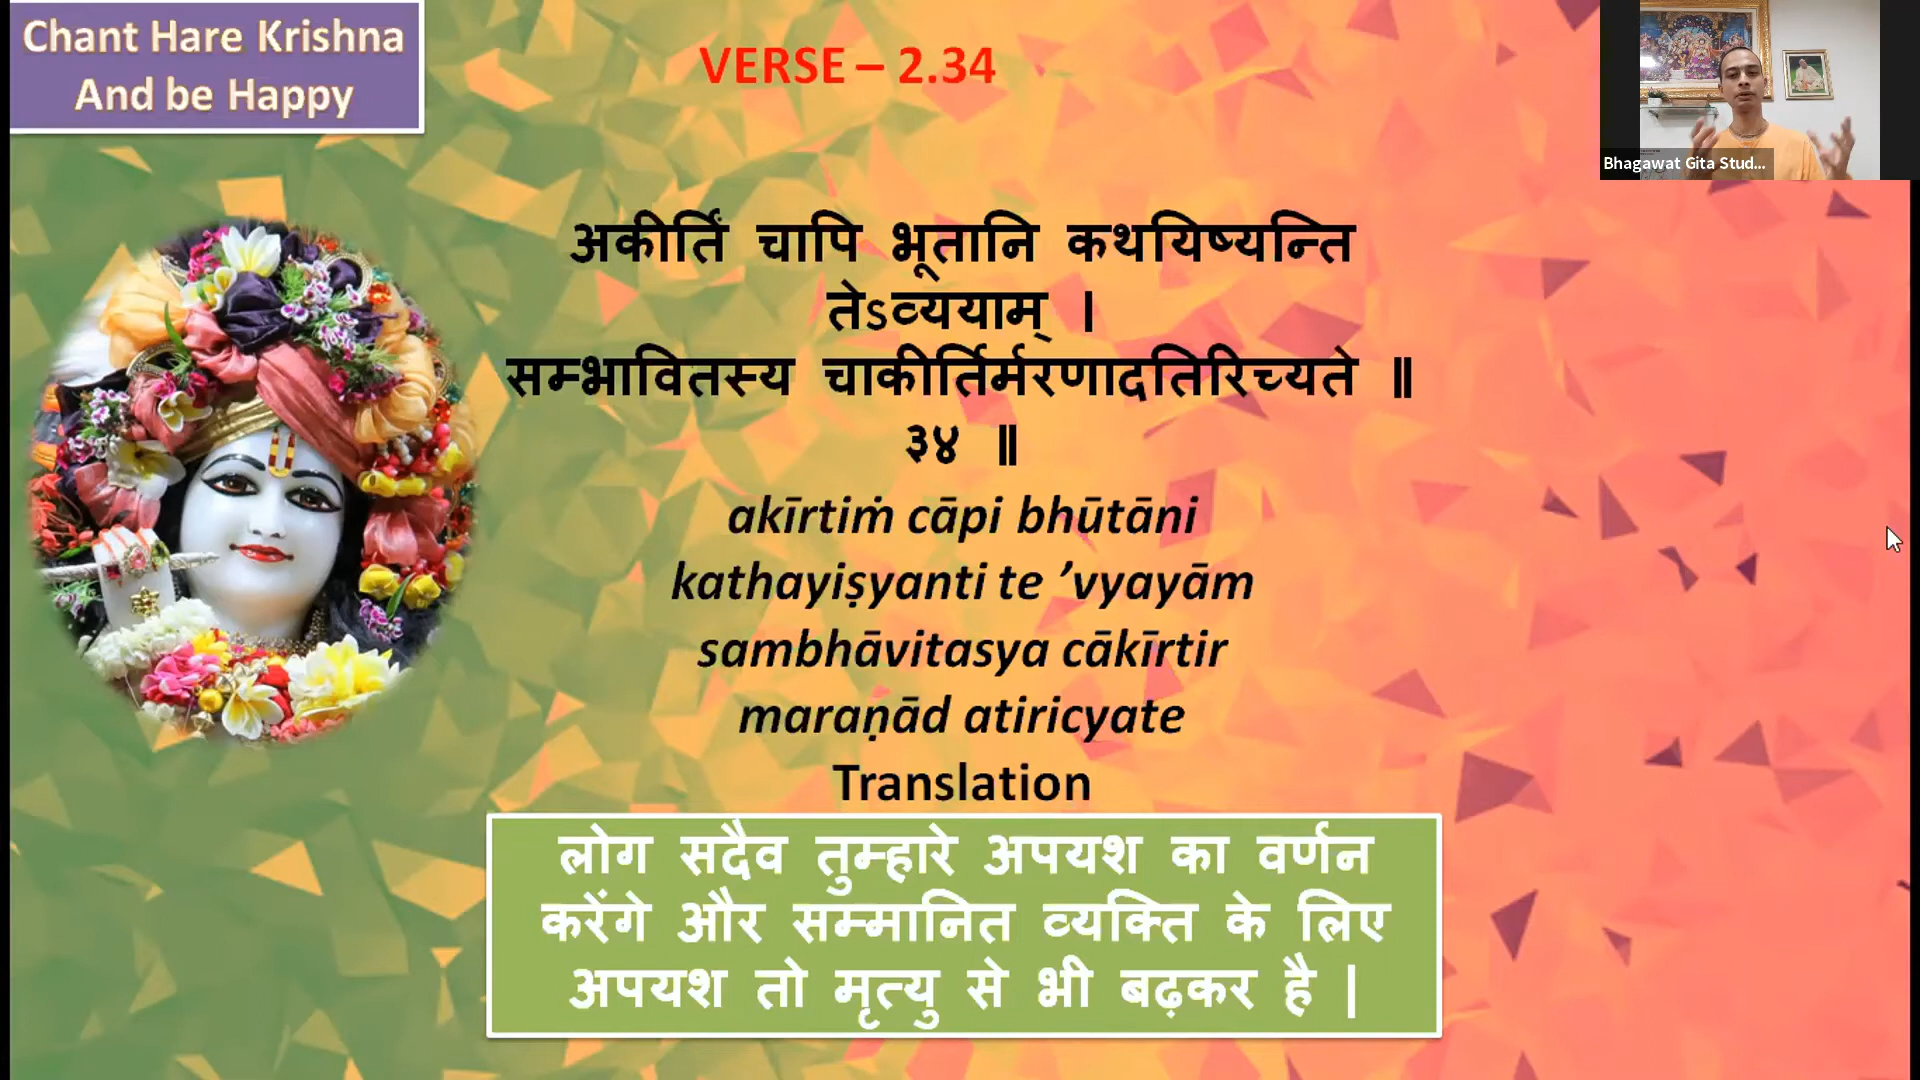 Chant Hare Krishna
And be Happy
VERSE – 2.34
Bhagawat Gita Stud...
अकीर्तिं चापि भूतानि कथयिष्यन्ति
तेऽव्ययाम् ।
सम्भावितस्य चाकीर्तिर्मरणादतिरिच्यते ॥
३४ ॥
akīrtiṁ cāpi bhūtāni
kathayiṣyanti te ’vyayām
sambhāvitasya cākīrtir
maraṇād atiricyate
Translation
लोग सदैव तुम्हारे अपयश का वर्णन
करेंगे और सम्मानित व्यक्ति के लिए
अपयश तो मृत्यु से भी बढ़कर है |